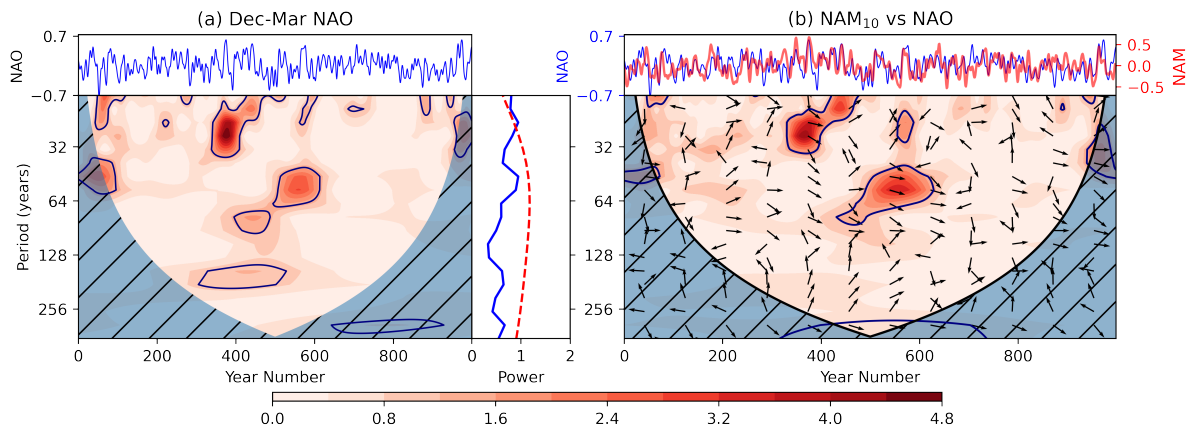 (a) Dec-Mar NAO
(b) NAM₁₀ vs NAO
0.7
−0.7
NAO
0.7
−0.7
NAO
0.5
0.0
−0.5
NAM
32
64
128
256
Period (years)
32
64
128
256
0 200 400 600 800
Year Number
0 1 2
Power
0 200 400 600 800
Year Number
0.0 0.8 1.6 2.4 3.2 4.0 4.8